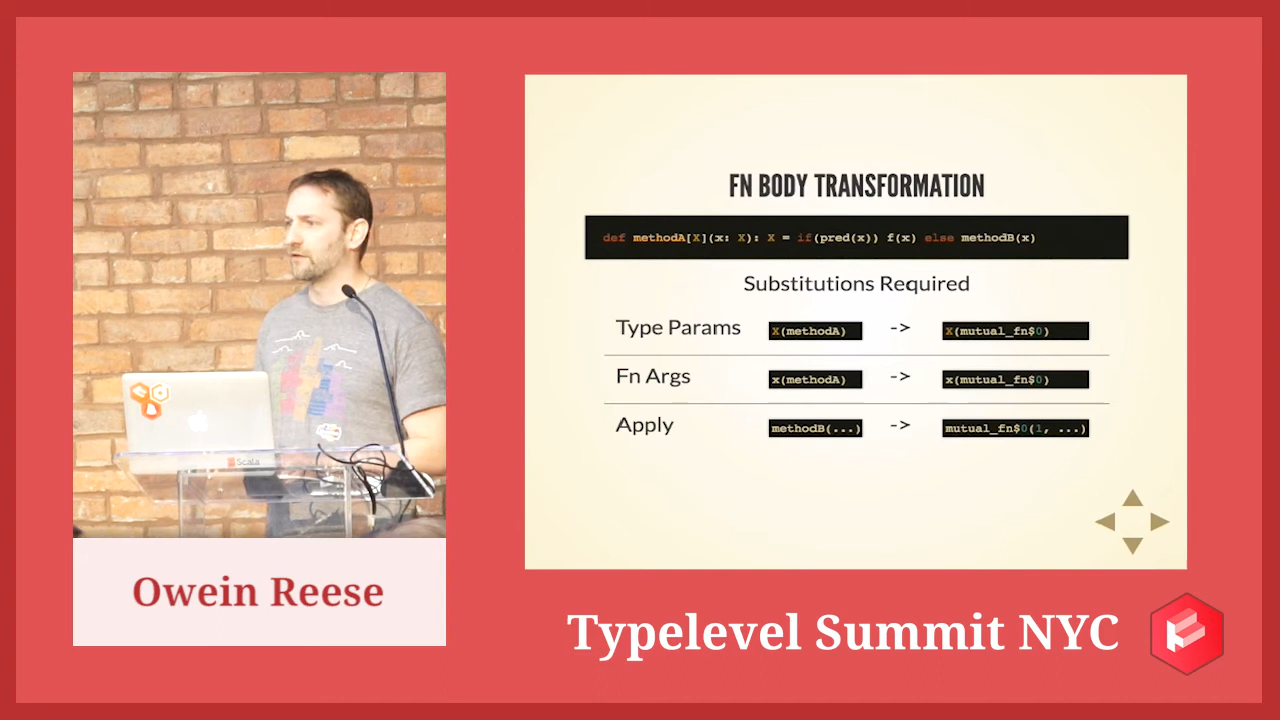 FN BODY TRANSFORMATION
def methodA[X](x: X): X = if(pred(x)) f(x) else methodB(x)
Substitutions Required
Type Params X(methodA) -> X(mutual_fn$0)
Fn Args x(methodA) -> x(mutual_fn$0)
Apply methodB(...) -> mutual_fn$0(1, ...)
Scala
Owein Reese
Typelevel Summit NYC